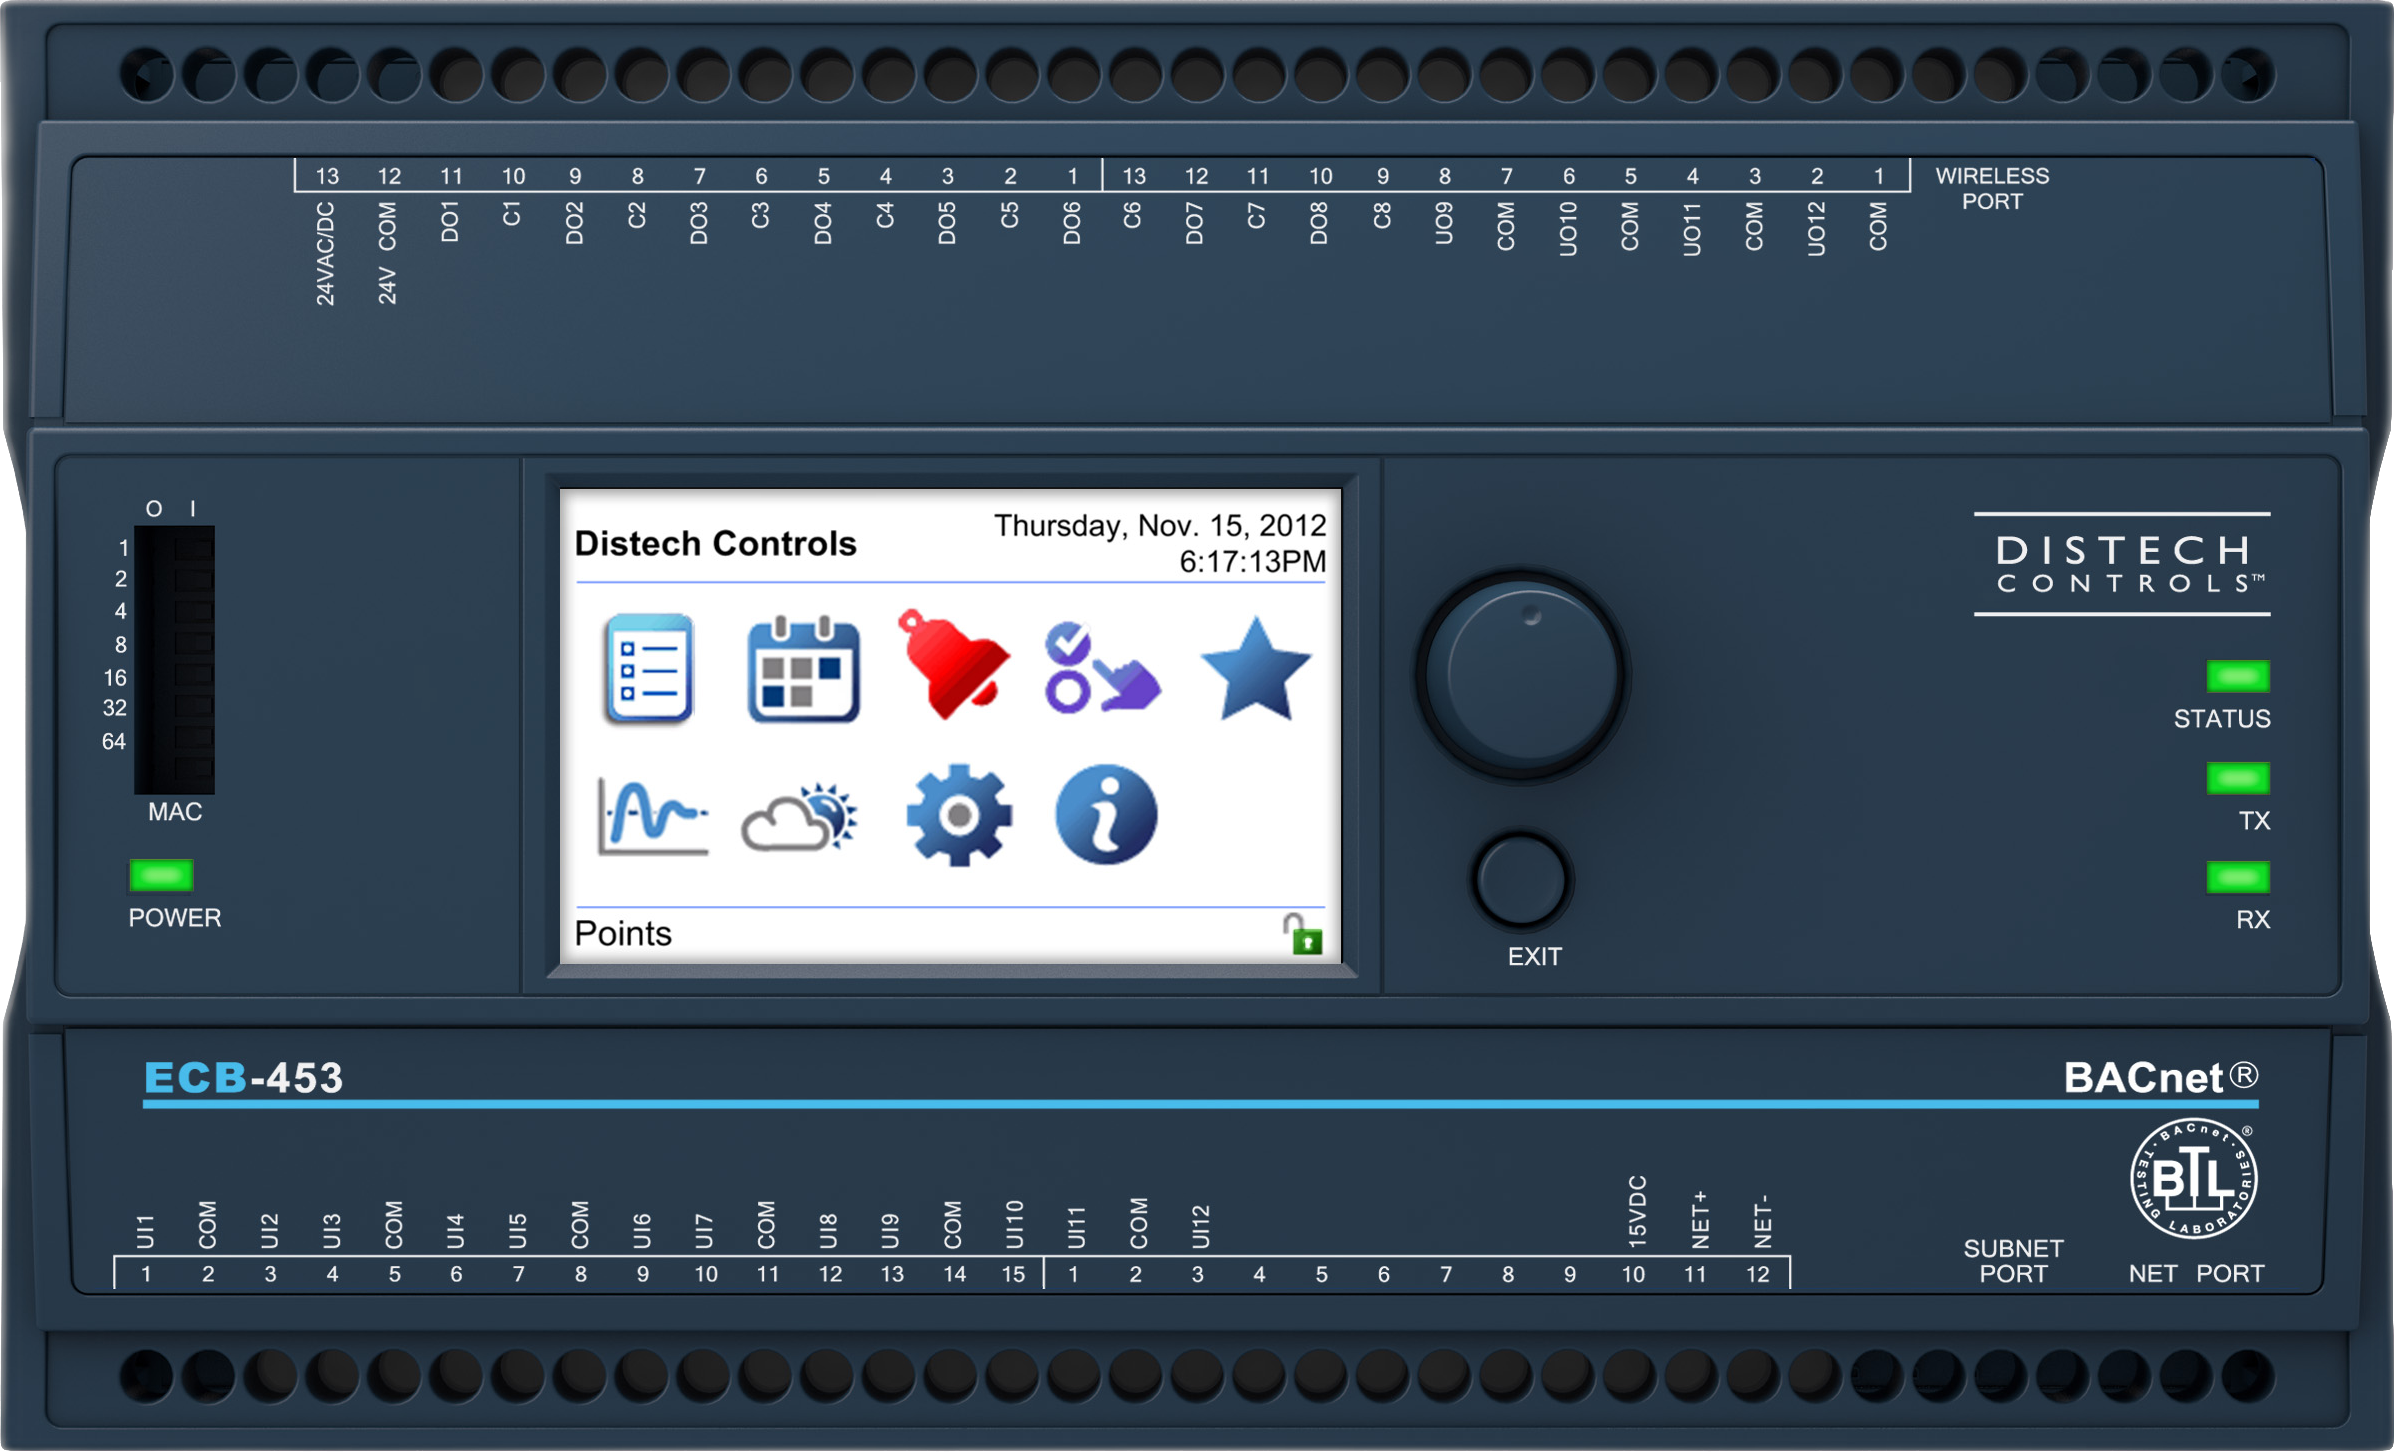 13 12 11 10 9 8 7 6 5 4 3 2 1 13 12 11 10 9 8 7 6 5 4 3 2 1
WIRELESS
PORT
24VAC/DC
24V COM
DO1
C1
DO2
C2
DO3
C3
DO4
C4
DO5
C5
DO6
C6
DO7
C7
DO8
C8
UO9
COM
UO10
COM
UO11
COM
UO12
COM
O I
1
2
4
8
16
32
64
MAC
POWER
Distech Controls
Thursday, Nov. 15, 2012
6:17:13PM
Points
EXIT
DISTECH
CONTROLS™
STATUS
TX
RX
ECB-453
BACnet®
BACnet ®
BTL
TESTING LABORATORIES
UI1
COM
UI2
UI3
COM
UI4
UI5
COM
UI6
UI7
COM
UI8
UI9
COM
UI10
UI11
COM
UI12
15VDC
NET+
NET-
1 2 3 4 5 6 7 8 9 10 11 12 13 14 15 1 2 3 4 5 6 7 8 9 10 11 12
SUBNET
PORT
NET PORT